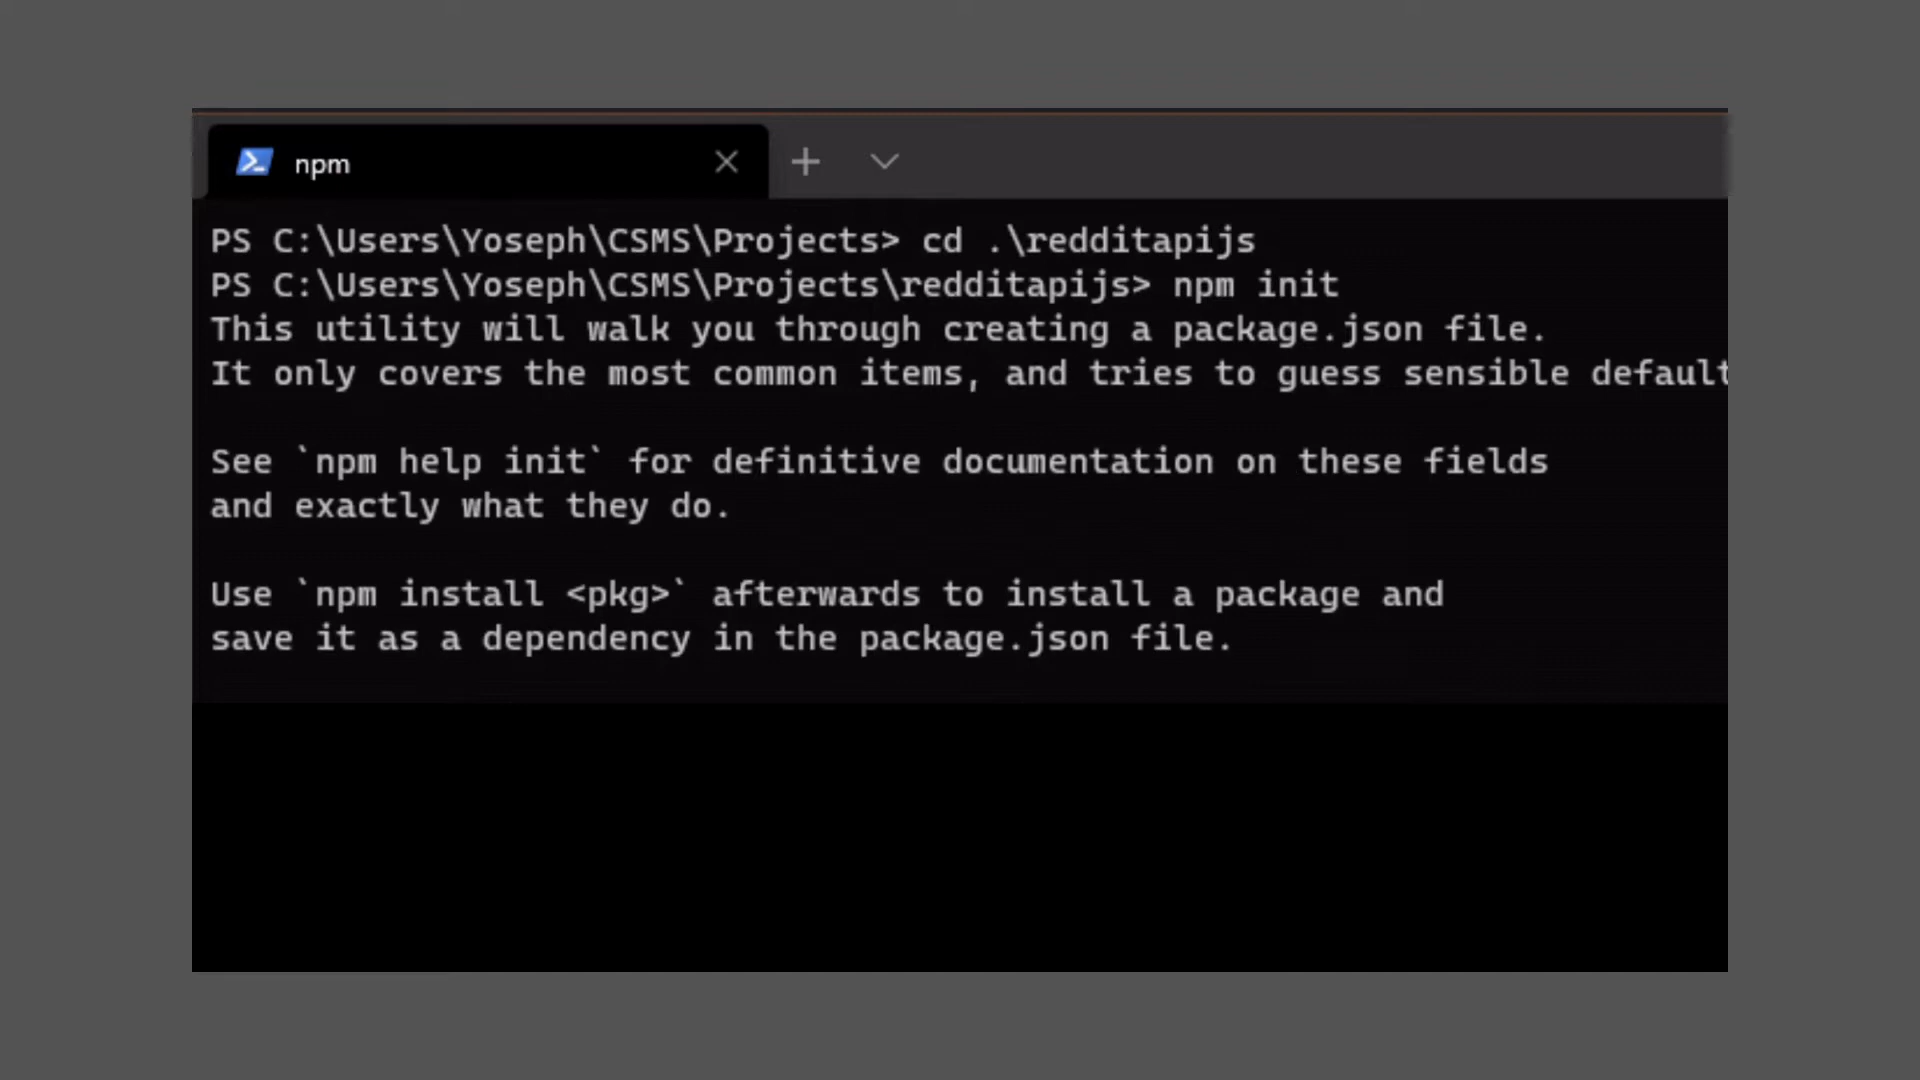 npm
PS C:\Users\Yoseph\CSMS\Projects> cd .\redditapijs
PS C:\Users\Yoseph\CSMS\Projects\redditapijs> npm init
This utility will walk you through creating a package.json file.
It only covers the most common items, and tries to guess sensible default
See `npm help init` for definitive documentation on these fields
and exactly what they do.
Use `npm install <pkg>` afterwards to install a package and
save it as a dependency in the package.json file.